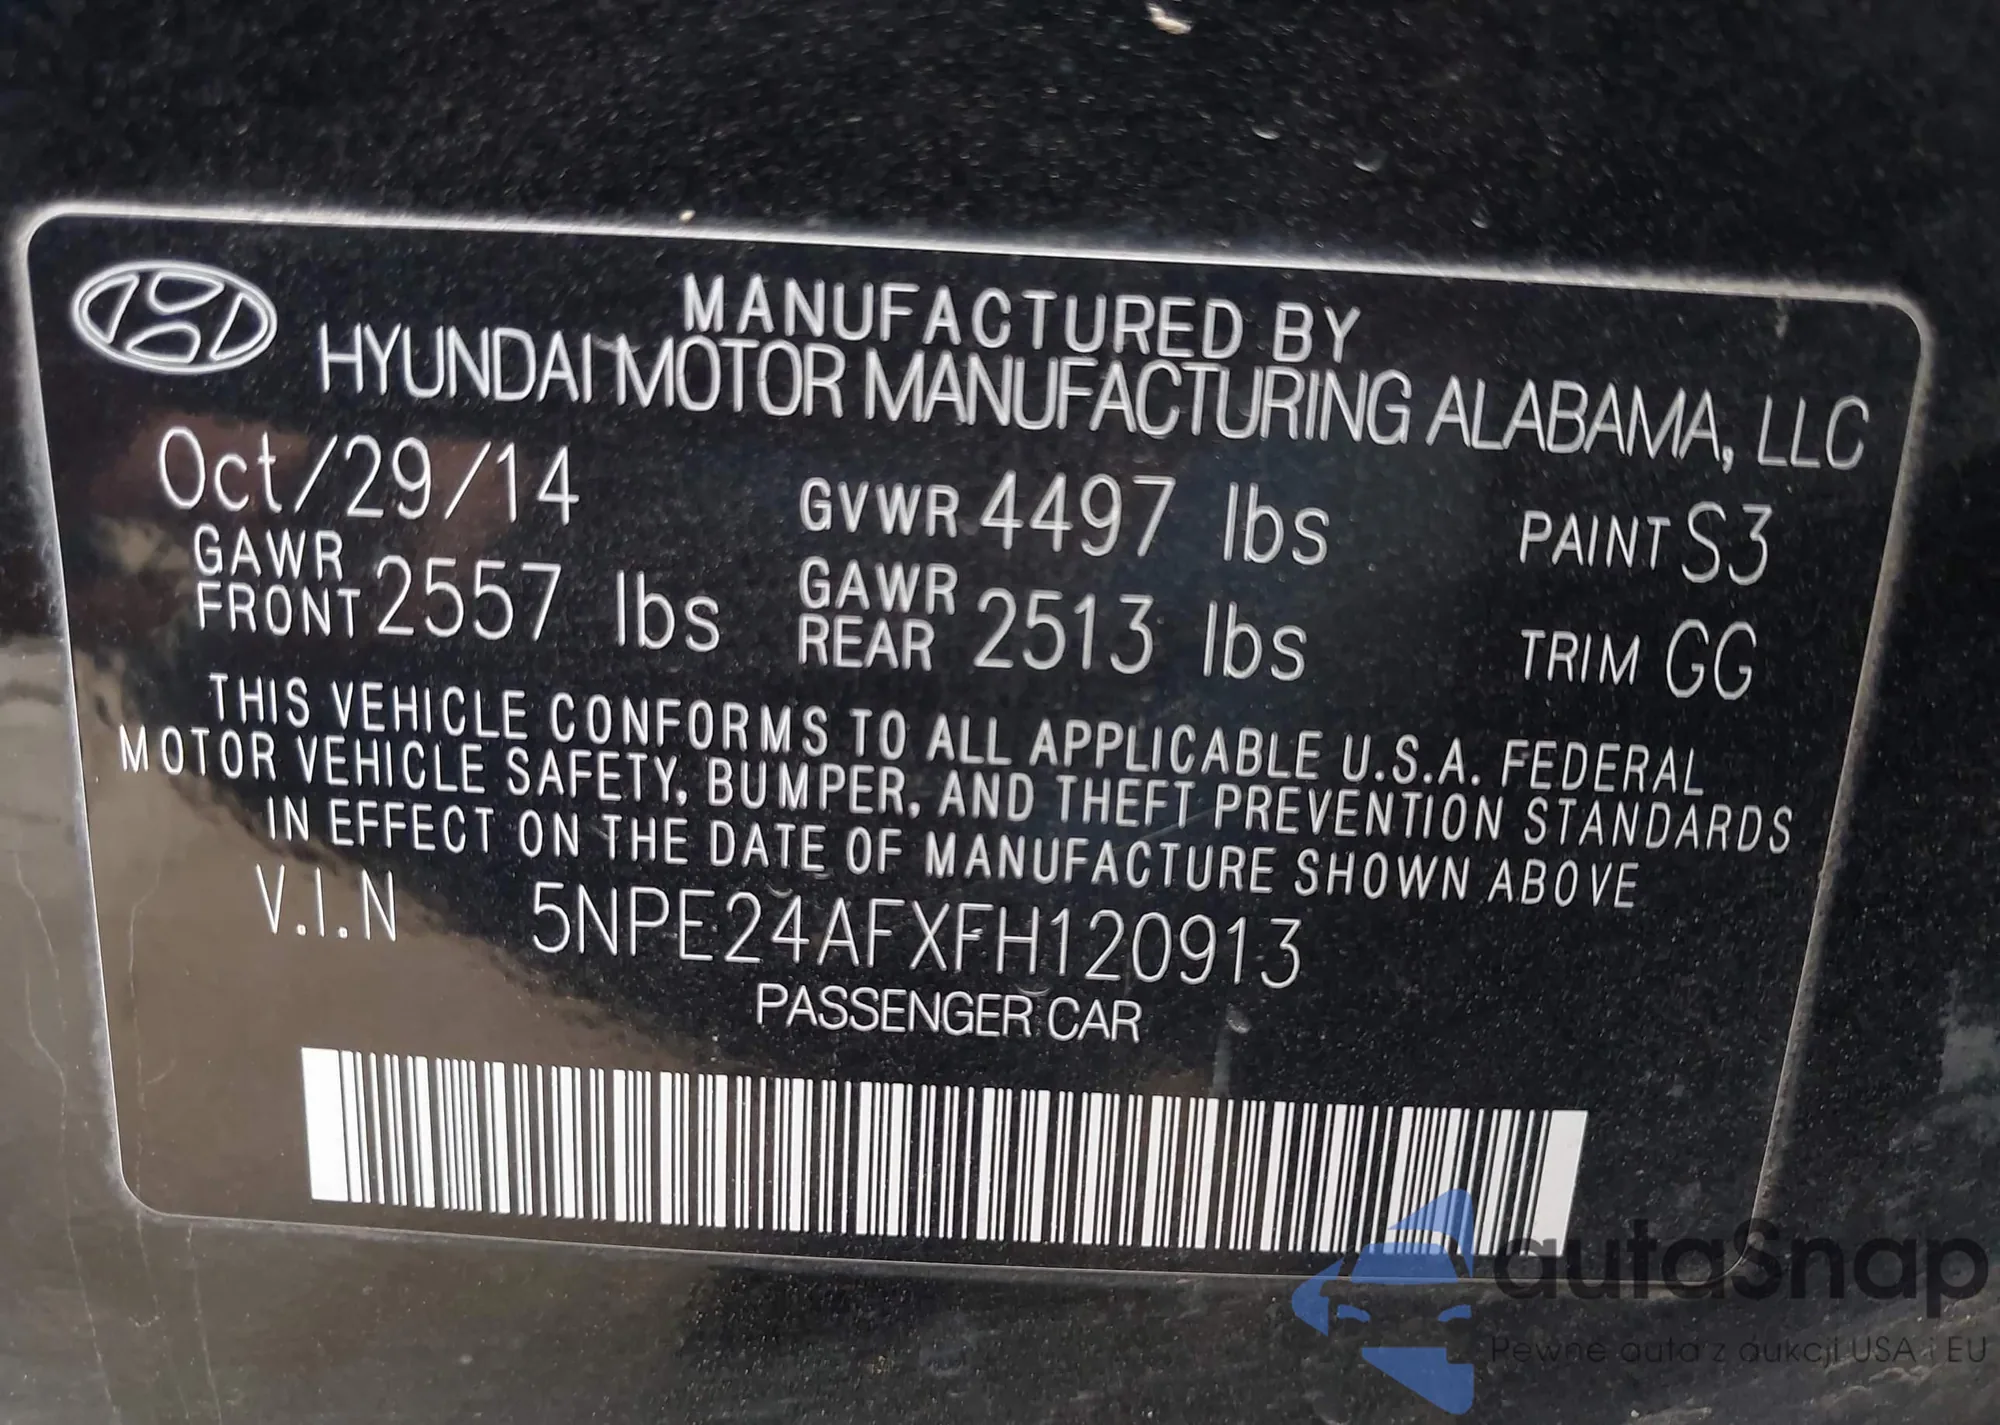 MANUFACTURED BY
HYUNDAI MOTOR MANUFACTURING ALABAMA, LLC
Oct/29/14 GVWR 4497 lbs PAINT S3
GAWR FRONT 2557 lbs GAWR REAR 2513 lbs TRIM GG
THIS VEHICLE CONFORMS TO ALL APPLICABLE U.S.A. FEDERAL
MOTOR VEHICLE SAFETY, BUMPER, AND THEFT PREVENTION STANDARDS
IN EFFECT ON THE DATE OF MANUFACTURE SHOWN ABOVE
V.I.N 5NPE24AFXFH120913
PASSENGER CAR
autaSnap
Pewne auta z aukcji USA i EU